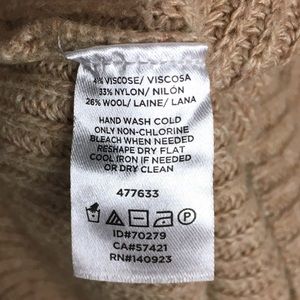 VISCOSE/ VISCOSA
33% NYLON/ NILÓN
26% WOOL/ LAINE/ LANA
HAND WASH COLD
ONLY NON-CHLORINE
BLEACH WHEN NEEDED
RESHAPE DRY FLAT
COOL IRON IF NEEDED
OR DRY CLEAN
477633
P
ID#70279
CA#57421
RN#140923